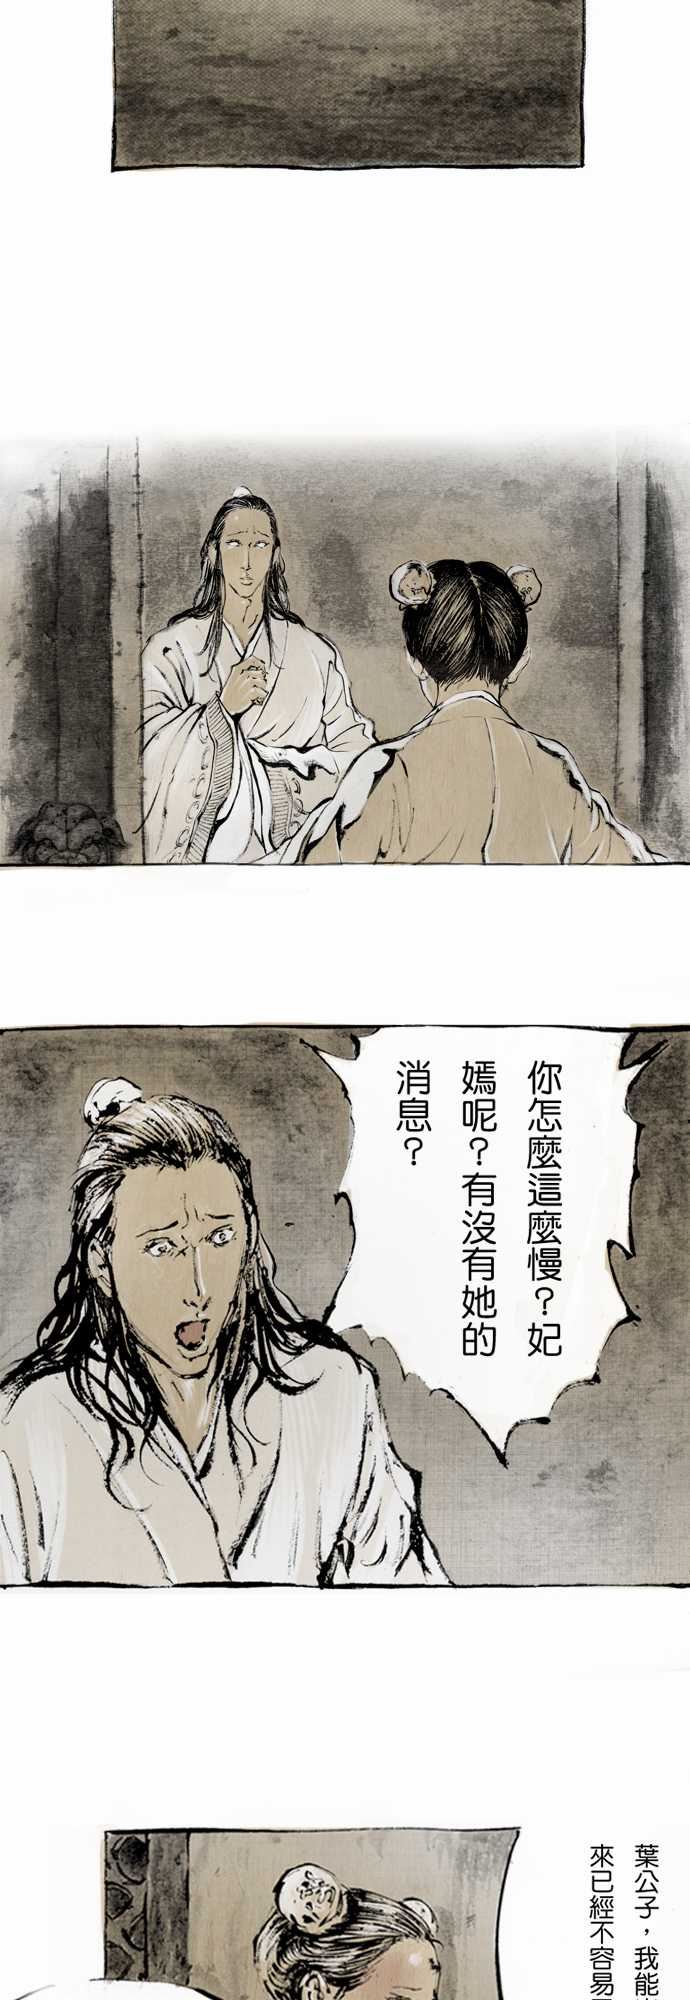 你怎麼這麼慢？妃
嫣呢？有沒有她的
消息？
葉公子，我能
來已經不容易